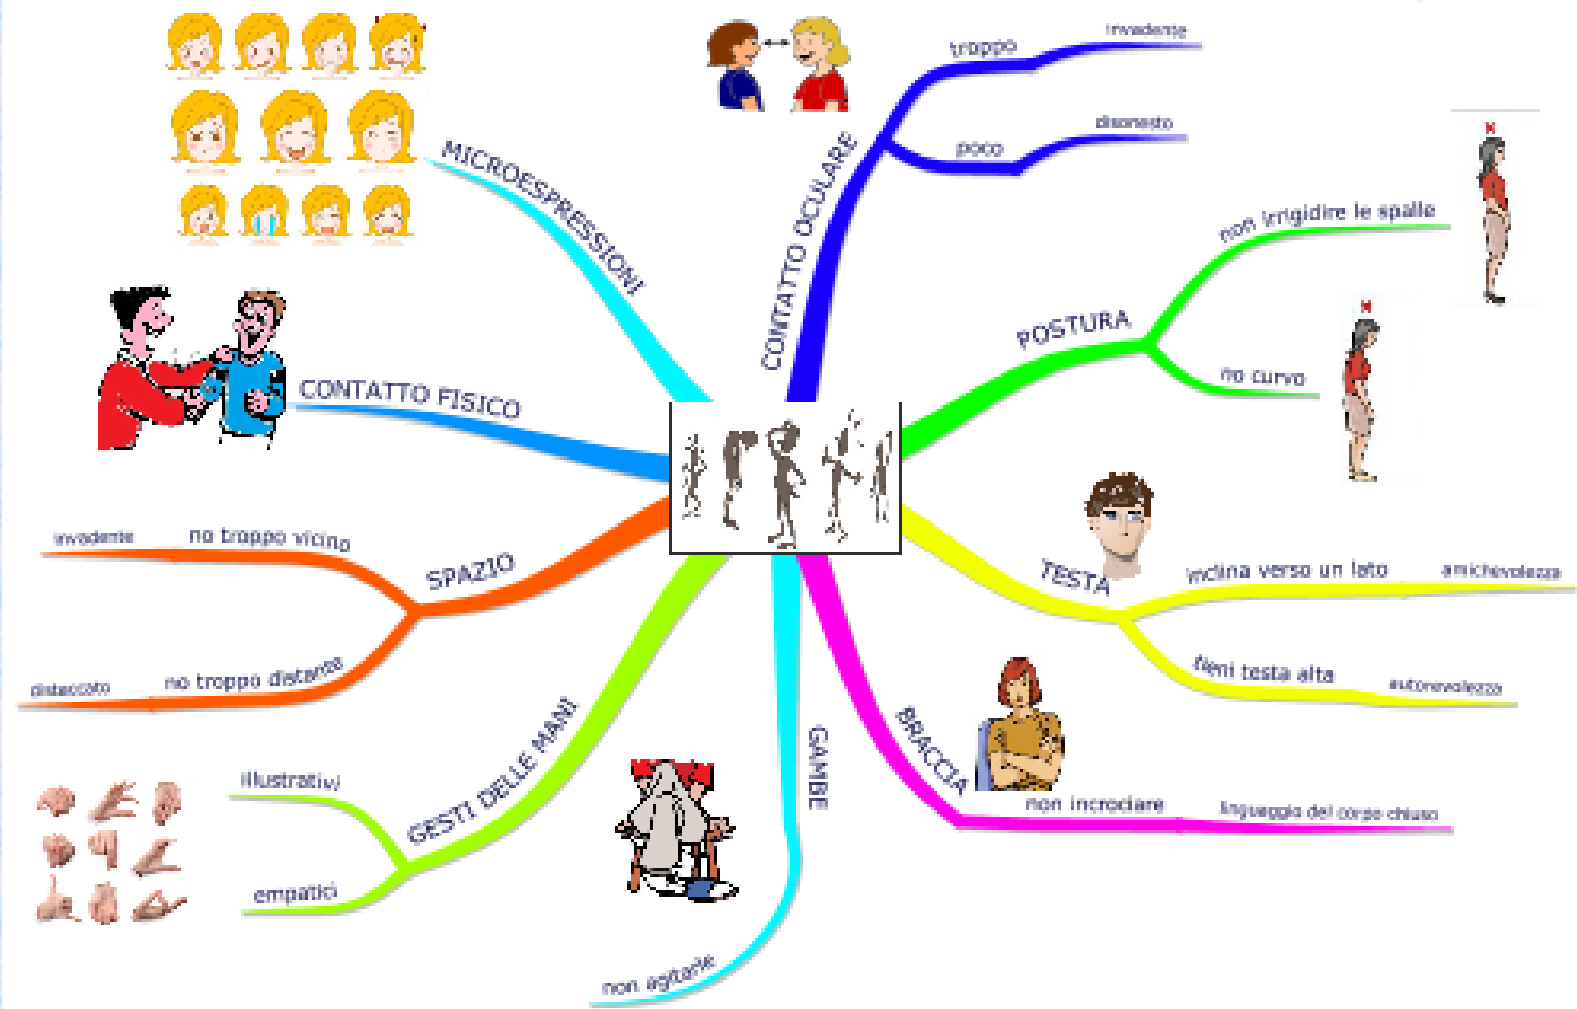 MICROESPRESSIONI
CONTATTO OCULARE
troppo
invadente
poco
disonesto
POSTURA
non irrigidire le spalle
no curvo
TESTA
inclina verso un lato
amichevolezza
tieni testa alta
autorevolezza
BRACCIA
non incrociare
linguaggio del corpo chiuso
GAMBE
non agitarle
GESTI DELLE MANI
illustrativi
empatici
SPAZIO
no troppo vicino
invadente
no troppo distante
distaccato
CONTATTO FISICO